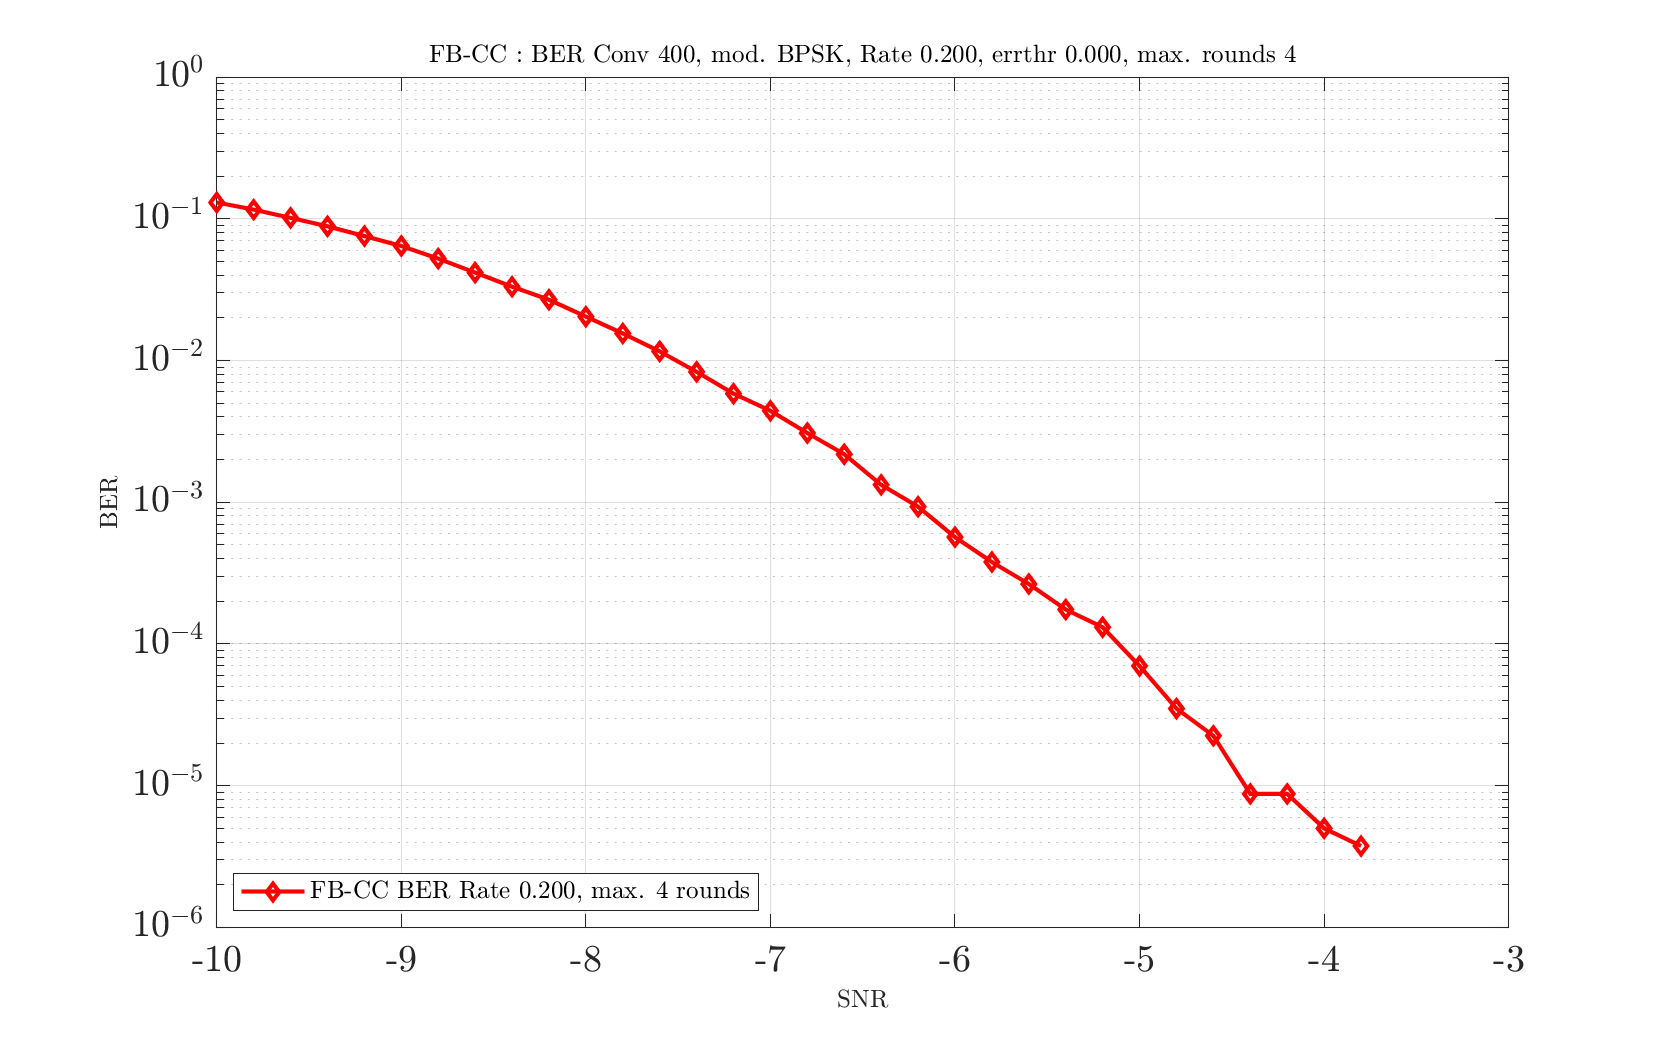 FB-CC : BER Conv 400, mod. BPSK, Rate 0.200, errthr 0.000, max. rounds 4
10^0
10^{-1}
10^{-2}
10^{-3}
10^{-4}
10^{-5}
10^{-6}
BER
FB-CC BER Rate 0.200, max. 4 rounds
-10 -9 -8 -7 -6 -5 -4 -3
SNR